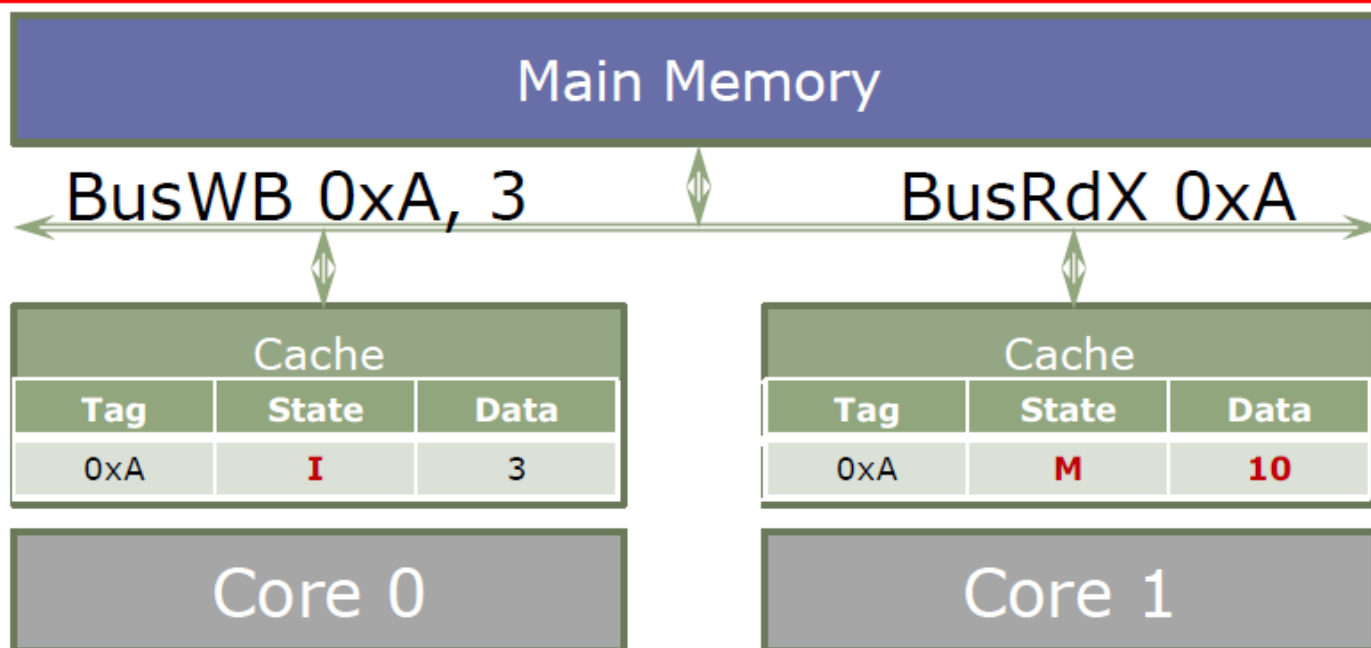 Main Memory
BusWB 0xA, 3
BusRdX 0xA
Cache
Tag State Data
0xA I 3
Cache
Tag State Data
0xA M 10
Core 0
Core 1